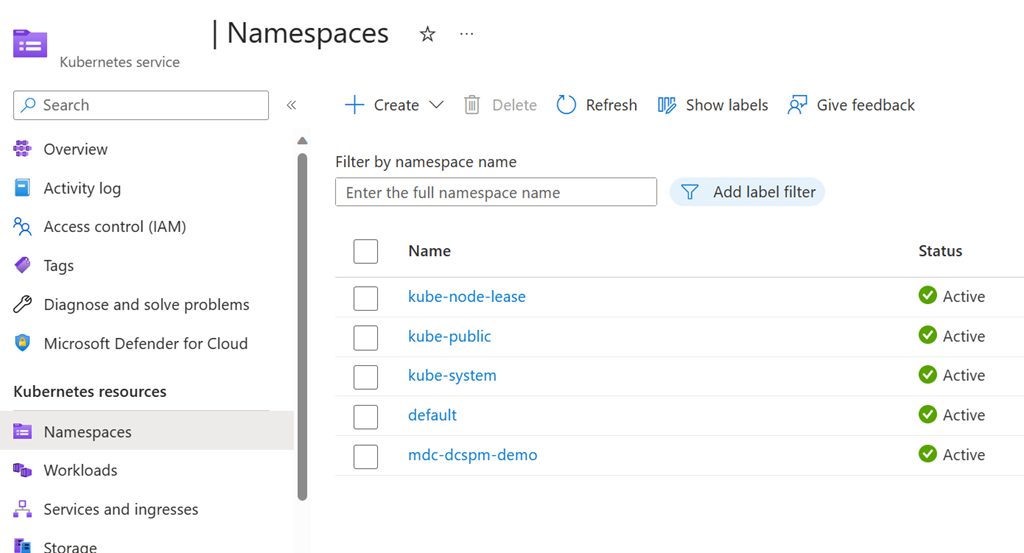 | Namespaces
Kubernetes service
Search
Create
Delete
Refresh
Show labels
Give feedback
Overview
Activity log
Access control (IAM)
Tags
Diagnose and solve problems
Microsoft Defender for Cloud
Kubernetes resources
Namespaces
Workloads
Services and ingresses
Storage
Filter by namespace name
Enter the full namespace name
Add label filter
Name Status
kube-node-lease Active
kube-public Active
kube-system Active
default Active
mdc-dcspm-demo Active